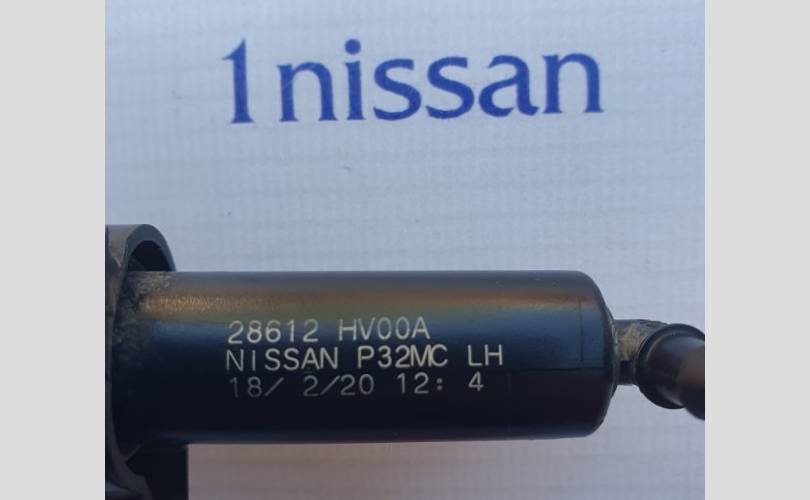 1nissan
28612 HV00A
NISSAN P32MC LH
18/ 2/20 12: 4